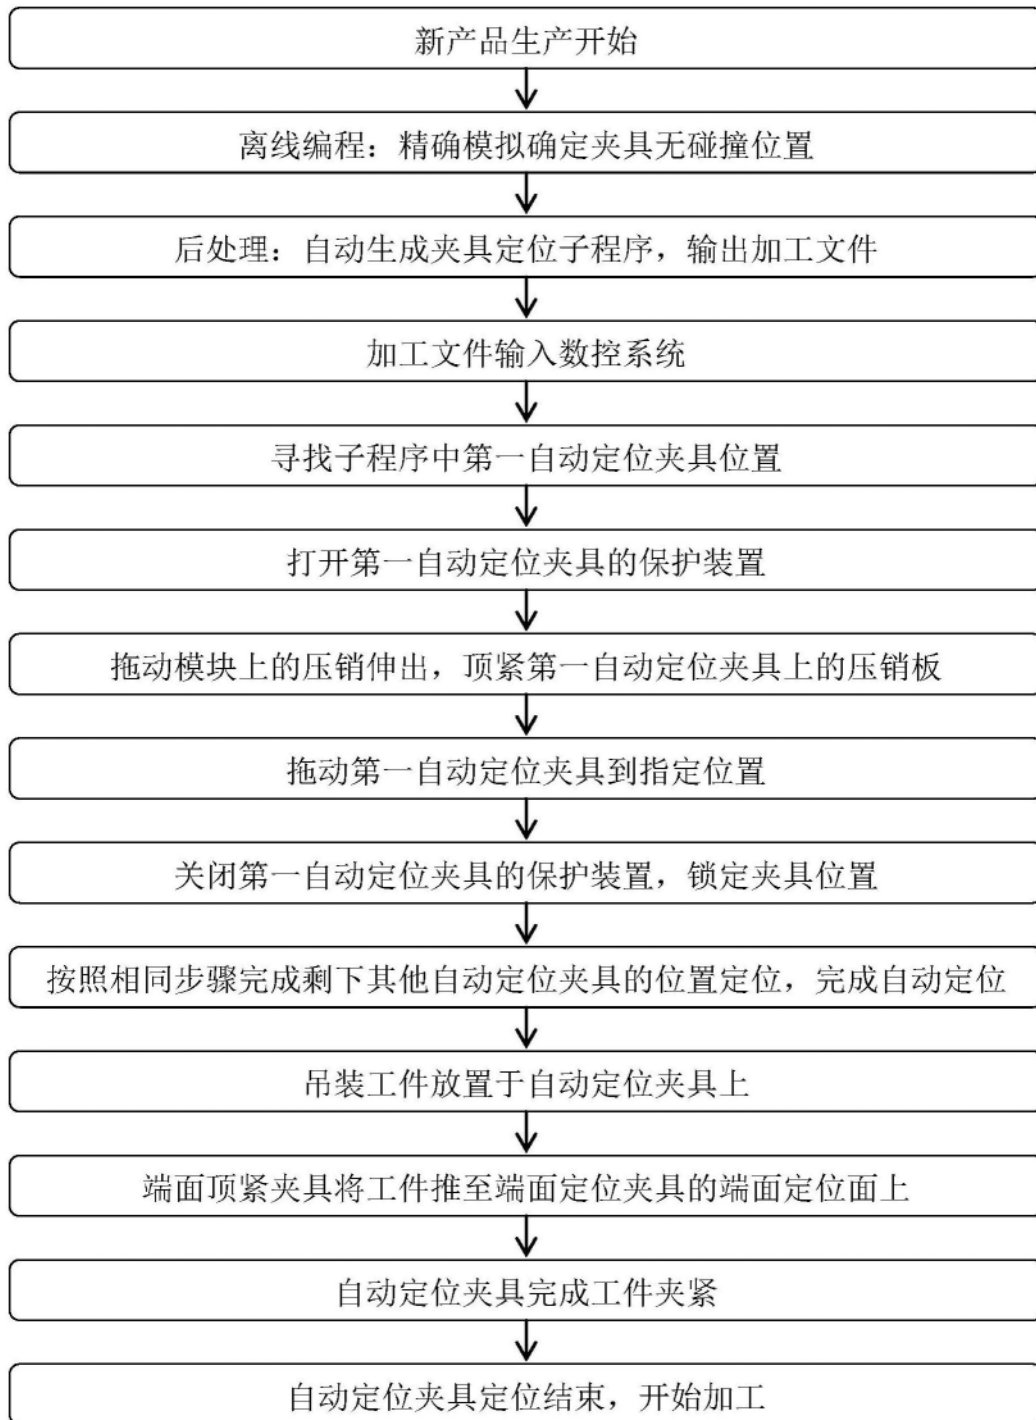 新产品生产开始
离线编程：精确模拟确定夹具无碰撞位置
后处理：自动生成夹具定位子程序，输出加工文件
加工文件输入数控系统
寻找子程序中第一自动定位夹具位置
打开第一自动定位夹具的保护装置
拖动模块上的压销伸出，顶紧第一自动定位夹具上的压销板
拖动第一自动定位夹具到指定位置
关闭第一自动定位夹具的保护装置，锁定夹具位置
按照相同步骤完成剩下其他自动定位夹具的位置定位，完成自动定位
吊装工件放置于自动定位夹具上
端面顶紧夹具将工件推至端面定位夹具的端面定位面上
自动定位夹具完成工件夹紧
自动定位夹具定位结束，开始加工